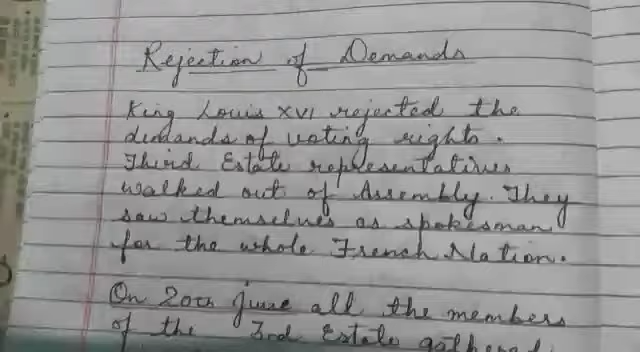 Rejection of Demands
King Louis XVI rejected the
demands of voting rights.
Third Estate representatives
walked out of Assembly. They
saw themselves as spokesman
for the whole French Nation.
On 20th June all the members
of the 3rd Estate gathered